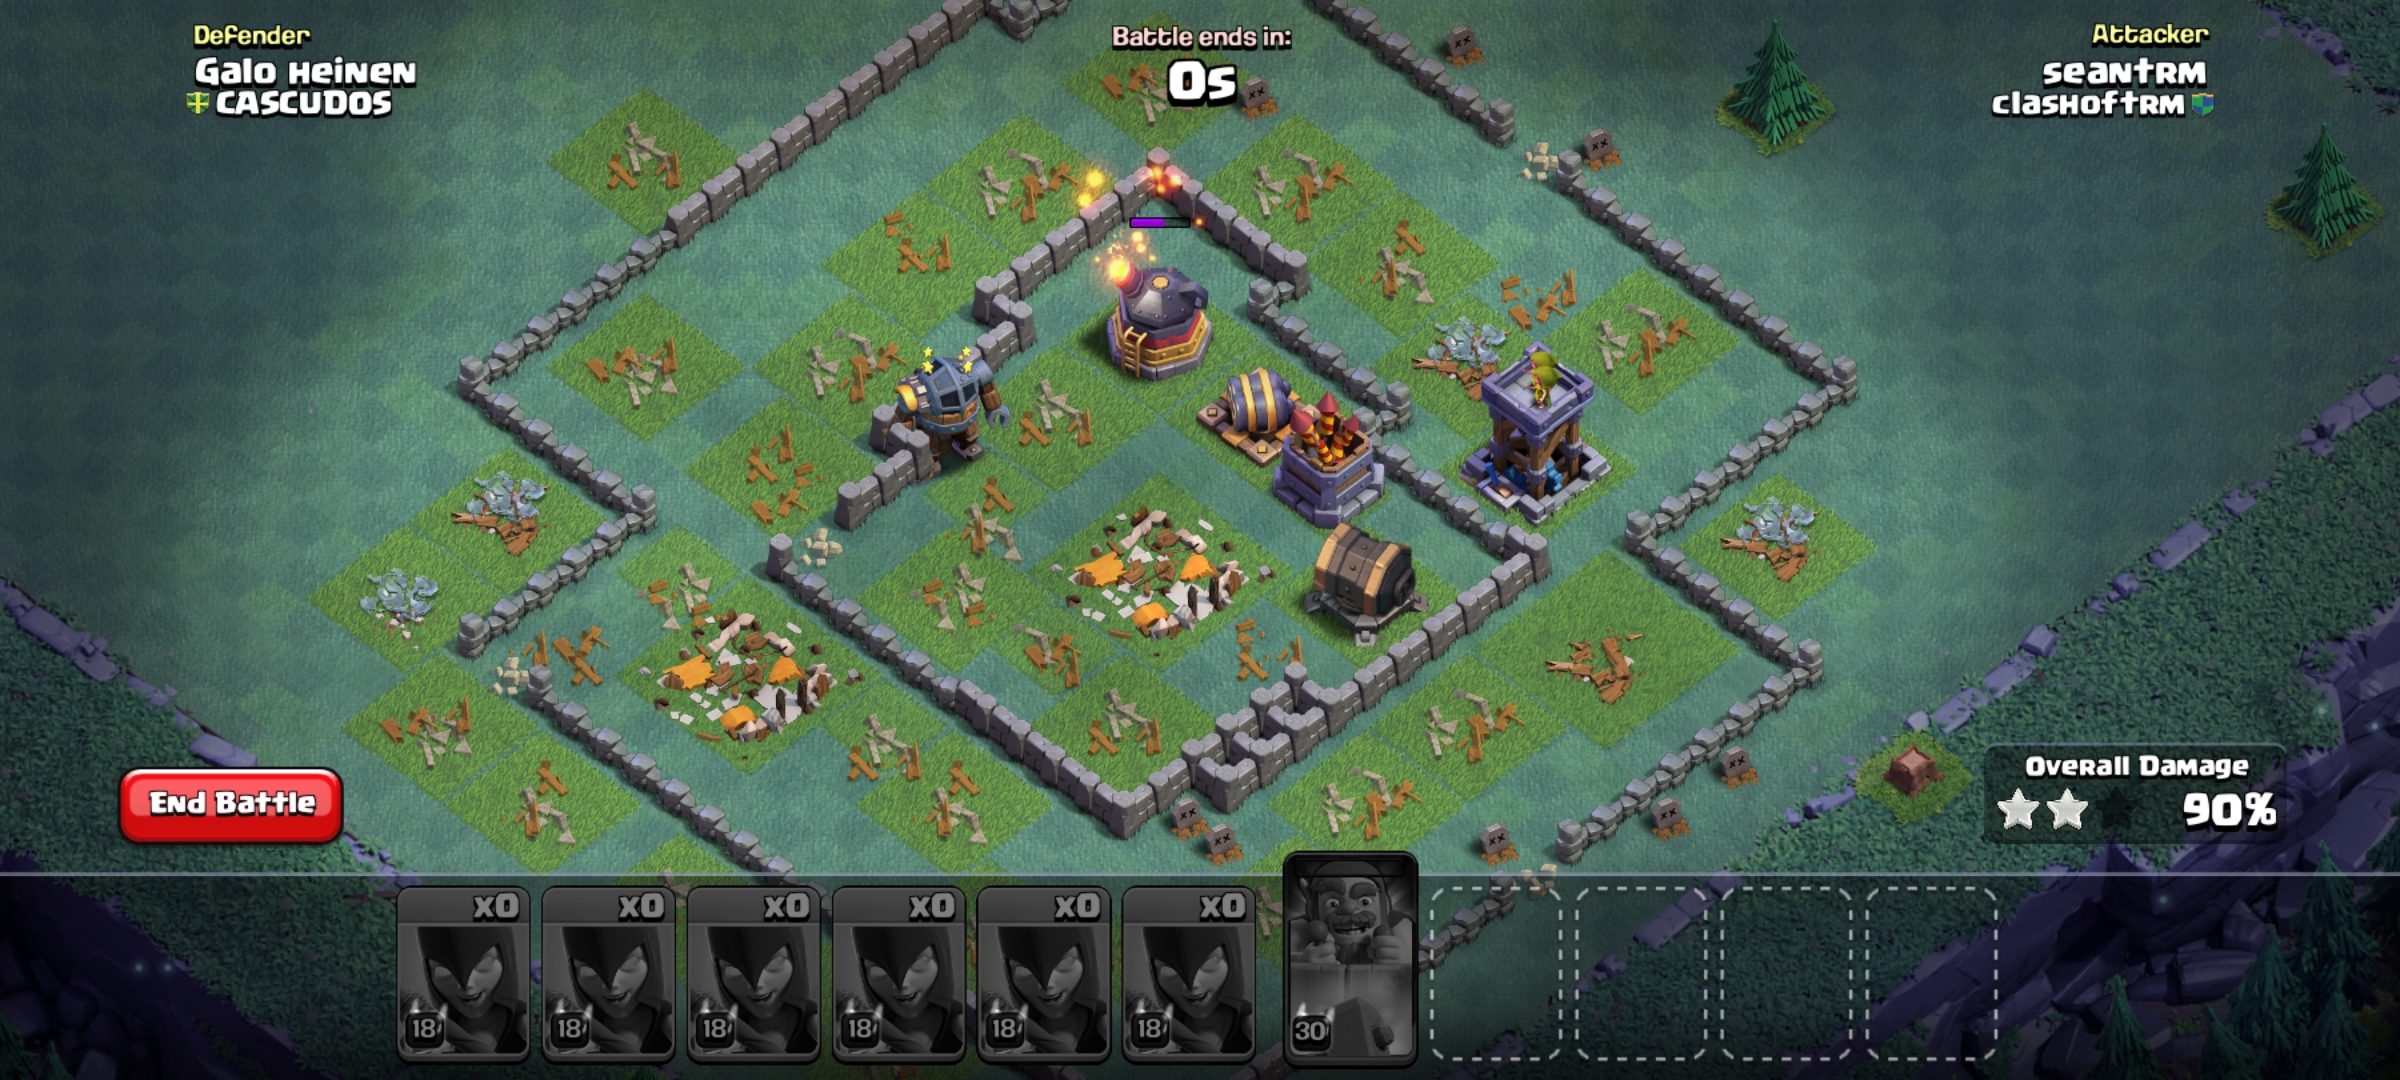 Defender
Galo Heinen
CASCUDOS
Battle ends in:
0s
Attacker
seantrm
clashoftrm
End Battle
Overall Damage
90%
x0
x0
x0
x0
x0
x0
18
18
18
18
18
18
30